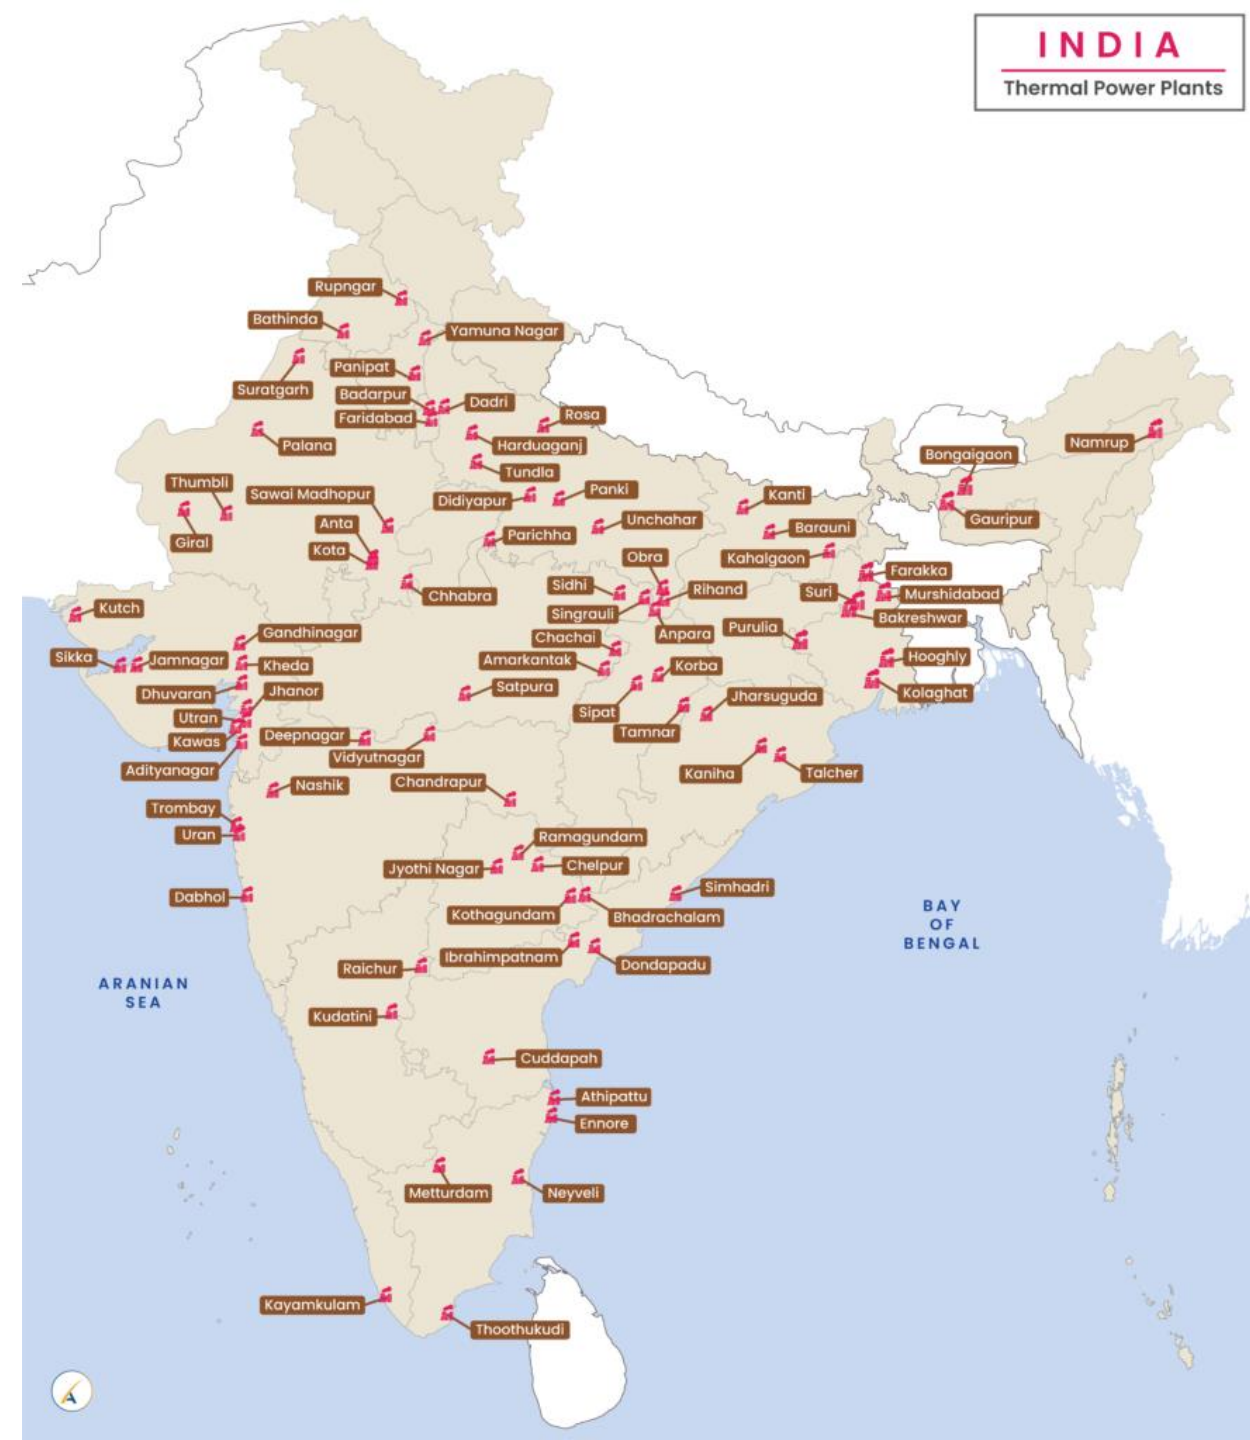 INDIA
Thermal Power Plants
Rupngar
Bathinda
Yamuna Nagar
Panipat
Suratgarh
Badarpur
Dadri
Faridabad
Rosa
Palana
Harduaganj
Namrup
Bongaigaon
Tundla
Thumbli
Sawai Madhopur
Didiyapur
Panki
Kanti
Gauripur
Anta
Unchahar
Barauni
Giral
Kota
Parichha
Obra
Kahalgaon
Farakka
Chhabra
Sidhi
Rihand
Suri
Murshidabad
Kutch
Singrauli
Bakreshwar
Gandhinagar
Chachai
Anpara
Purulia
Sikka
Jamnagar
Kheda
Amarkantak
Korba
Hooghly
Dhuvaran
Jhanor
Satpura
Kolaghat
Utran
Sipat
Jharsuguda
Kawas
Deepnagar
Tamnar
Vidyutnagar
Adityanagar
Kaniha
Talcher
Nashik
Chandrapur
Trombay
Uran
Ramagundam
Jyothi Nagar
Chelpur
Dabhol
Simhadri
Kothagundam
Bhadrachalam
BAY
OF
BENGAL
Ibrahimpatnam
Dondapadu
Raichur
ARANIAN
SEA
Kudatini
Cuddapah
Athipattu
Ennore
Metturdam
Neyveli
Kayamkulam
Thoothukudi
A